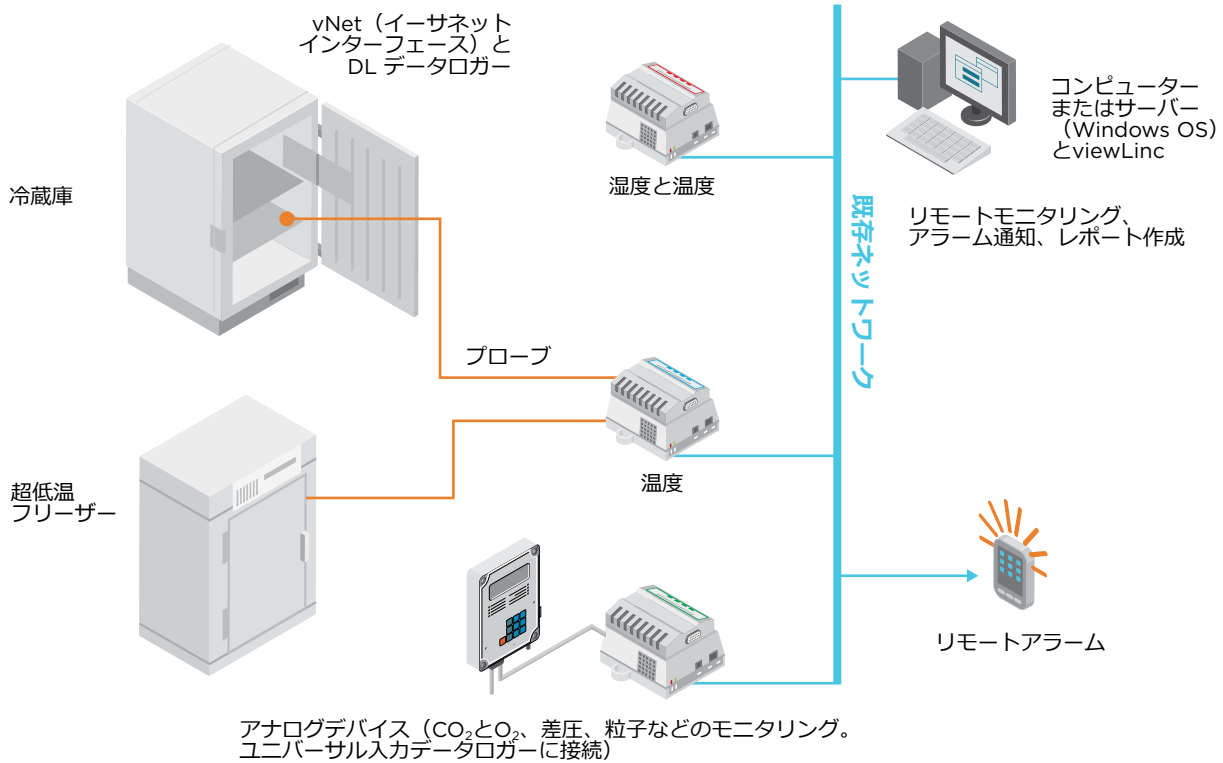 vNet（イーサネット
インターフェース）と
DL データロガー
冷蔵庫
湿度と温度
コンピューター
またはサーバー
（Windows OS）
とviewLinc
リモートモニタリング、
アラーム通知、レポート作成
既存ネットワーク
プローブ
温度
超低温
フリーザー
リモートアラーム
アナログデバイス（CO₂とO₂、差圧、粒子などのモニタリング。
ユニバーサル入力データロガーに接続）